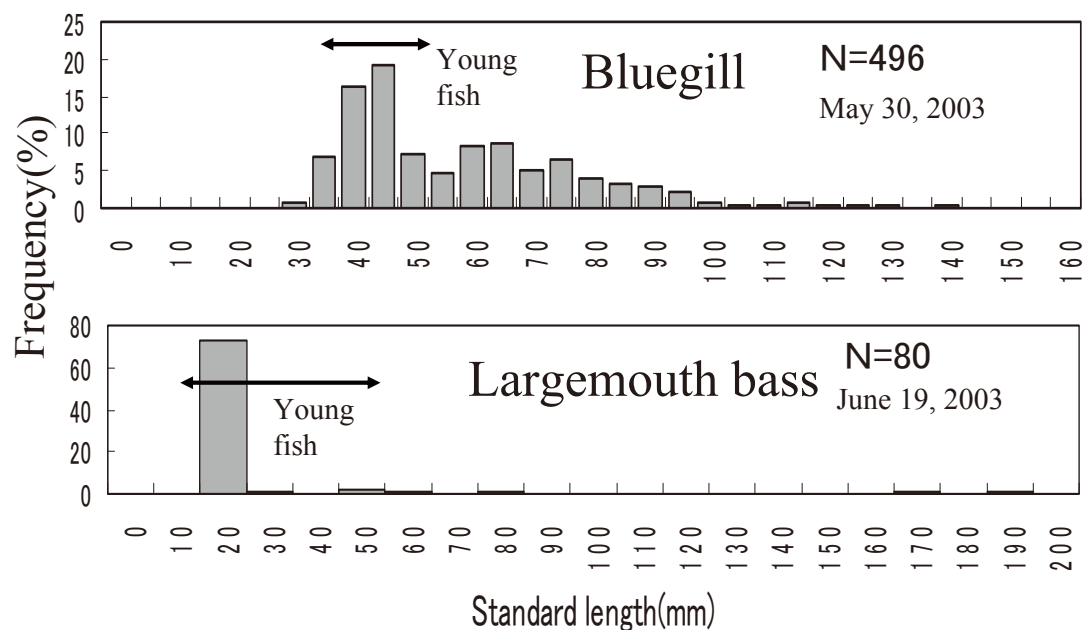 Frequency(%)
25
20
15
10
5
0
Young
fish
Bluegill
N=496
May 30, 2003
0 10 20 30 40 50 60 70 80 90 100 110 120 130 140 150 160
80
60
40
20
0
Young
fish
Largemouth bass
N=80
June 19, 2003
0 10 20 30 40 50 60 70 80 100 110 120 130 140 150 160 170 180 190 200
Standard length(mm)